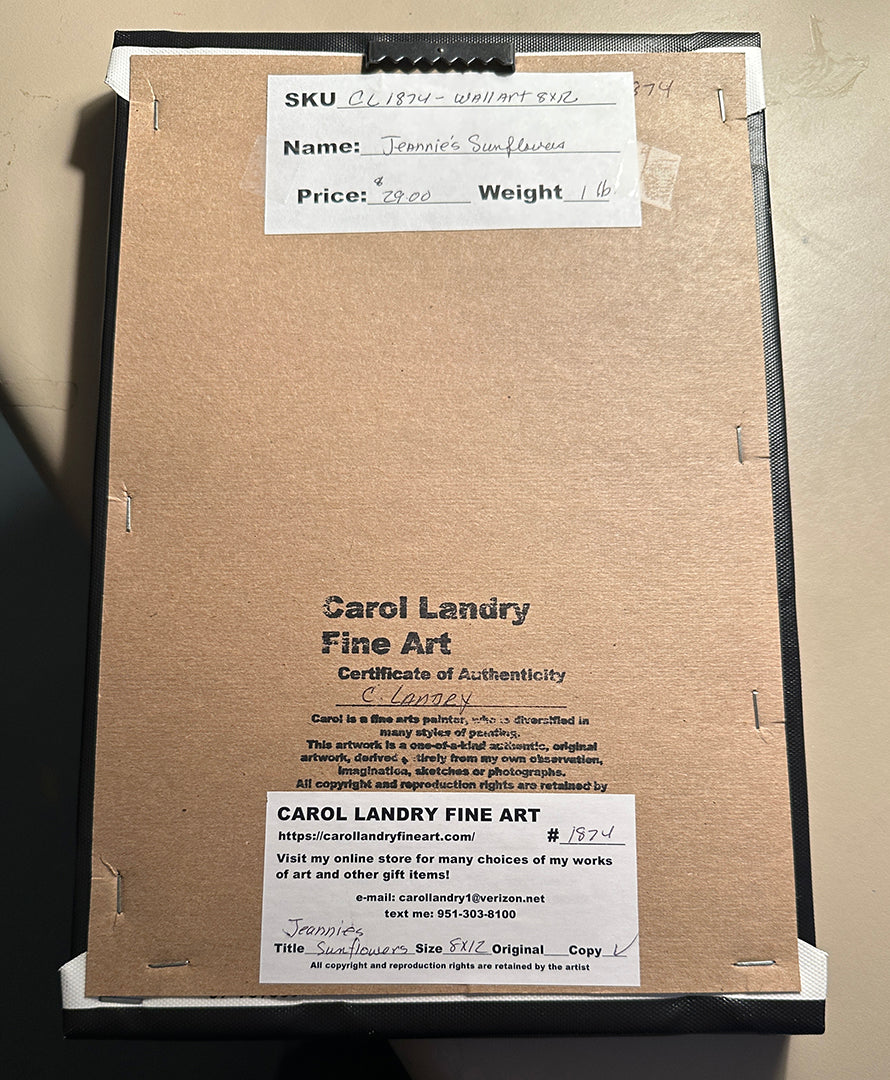 SKU CL1874 - Wall Art 8x12
874
Name: Jeannie's Sunflowers
Price: $29.00 Weight 1 lb
Carol Landry
Fine Art
Certificate of Authenticity
C. Landry
Carol is a fine arts painter, who is diversified in
many styles of painting.
This artwork is a one-of-a-kind authentic, original
artwork, derived tirely from my own observation,
imagination, sketches or photographs.
All copyright and reproduction rights are retained by
CAROL LANDRY FINE ART
https://carollandryfineart.com/ # 1874
Visit my online store for many choices of my works
of art and other gift items!
e-mail: carollandry1@verizon.net
text me: 951-303-8100
Jeannies
Title Sunflowers Size 8X12 Original Copy ✓
All copyright and reproduction rights are retained by the artist